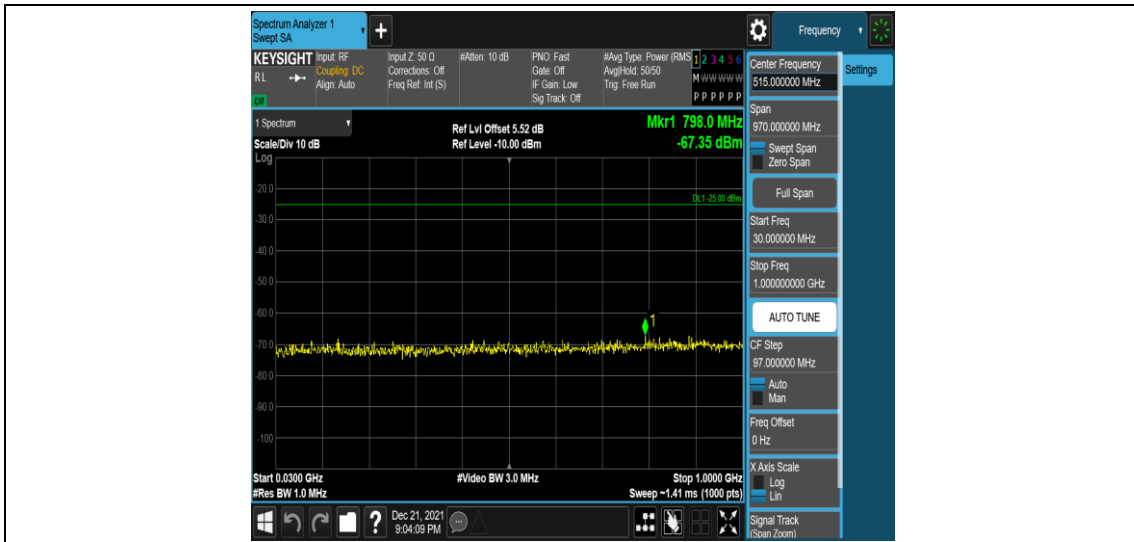 Spectrum Analyzer 1
Swept SA
Frequency
KEYSIGHT
RL
LXI
Input: RF
Coupling: DC
Align: Auto
Input Z: 50 Ω
Corrections: Off
Freq Ref: Int (S)
#Atten: 10 dB
PNO: Fast
Gate: Off
IF Gain: Low
Sig Track: Off
#Avg Type: Power (RMS
Avg|Hold: 50/50
Trig: Free Run
1 2 3 4 5 6
M W W W W W
P P P P P P
1 Spectrum
Scale/Div 10 dB
Log
Ref Lvl Offset 5.52 dB
Ref Level -10.00 dBm
Mkr1 798.0 MHz
-67.35 dBm
DL1 -25.00 dBm
-20.0
-30.0
-40.0
-50.0
-60.0
-70.0
-80.0
-90.0
-100
1
Start 0.0300 GHz
#Res BW 1.0 MHz
#Video BW 3.0 MHz
Stop 1.0000 GHz
Sweep ~1.41 ms (1000 pts)
Center Frequency
515.000000 MHz
Settings
Span
970.000000 MHz
Swept Span
Zero Span
Full Span
Start Freq
30.000000 MHz
Stop Freq
1.000000000 GHz
AUTO TUNE
CF Step
97.000000 MHz
Auto
Man
Freq Offset
0 Hz
X Axis Scale
Log
Lin
Signal Track
(Span Zoom)
?
Dec 21, 2021
9:04:09 PM